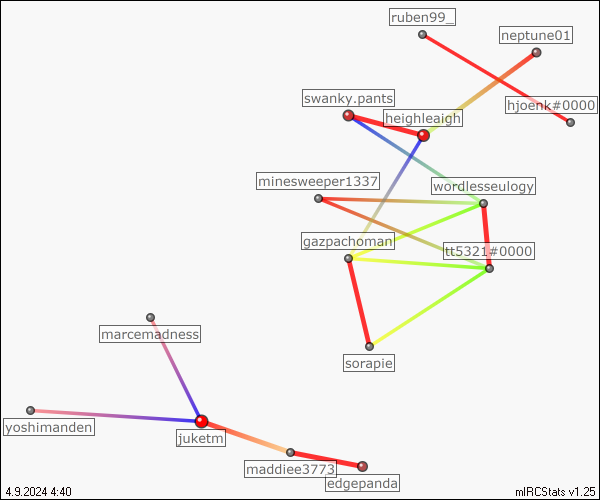 ruben99_
neptune01
swanky.pants
hjoenk#0000
heighleaigh
minesweeper1337
wordlesseulogy
gazpachoman
tt5321#0000
marcemadness
sorapie
yoshimanden
juketm
maddiee3773
edgepanda
4.9.2024 4:40
mIRCStats v1.25